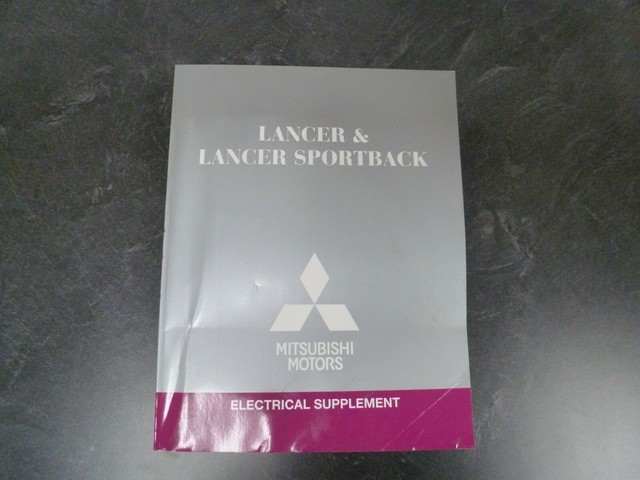 LANCER &
LANCER SPORTBACK
MITSUBISHI
MOTORS
ELECTRICAL SUPPLEMENT